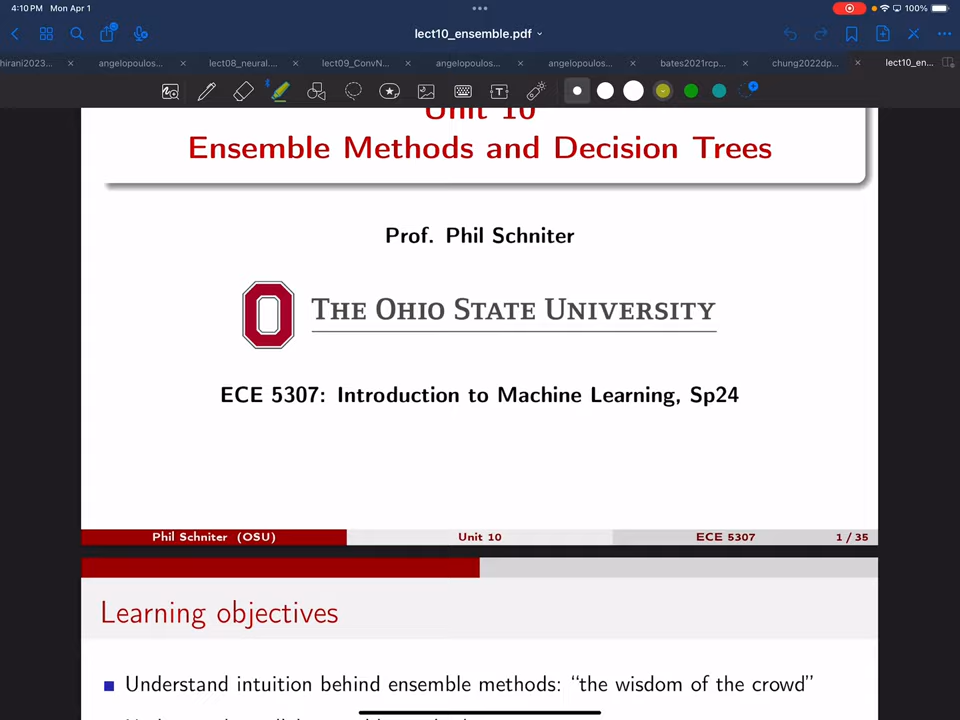 4:10 PM Mon Apr 1
100%
lect10_ensemble.pdf
hirani2023...
angelopoulos...
lect08_neural...
lect09_ConvN...
angelopoulos...
angelopoulos...
bates2021rcp...
chung2022dp...
lect10_en...
Unit 10
Ensemble Methods and Decision Trees
Prof. Phil Schniter
THE OHIO STATE UNIVERSITY
ECE 5307: Introduction to Machine Learning, Sp24
Phil Schniter (OSU) Unit 10 ECE 5307 1 / 35
Learning objectives
Understand intuition behind ensemble methods: “the wisdom of the crowd”